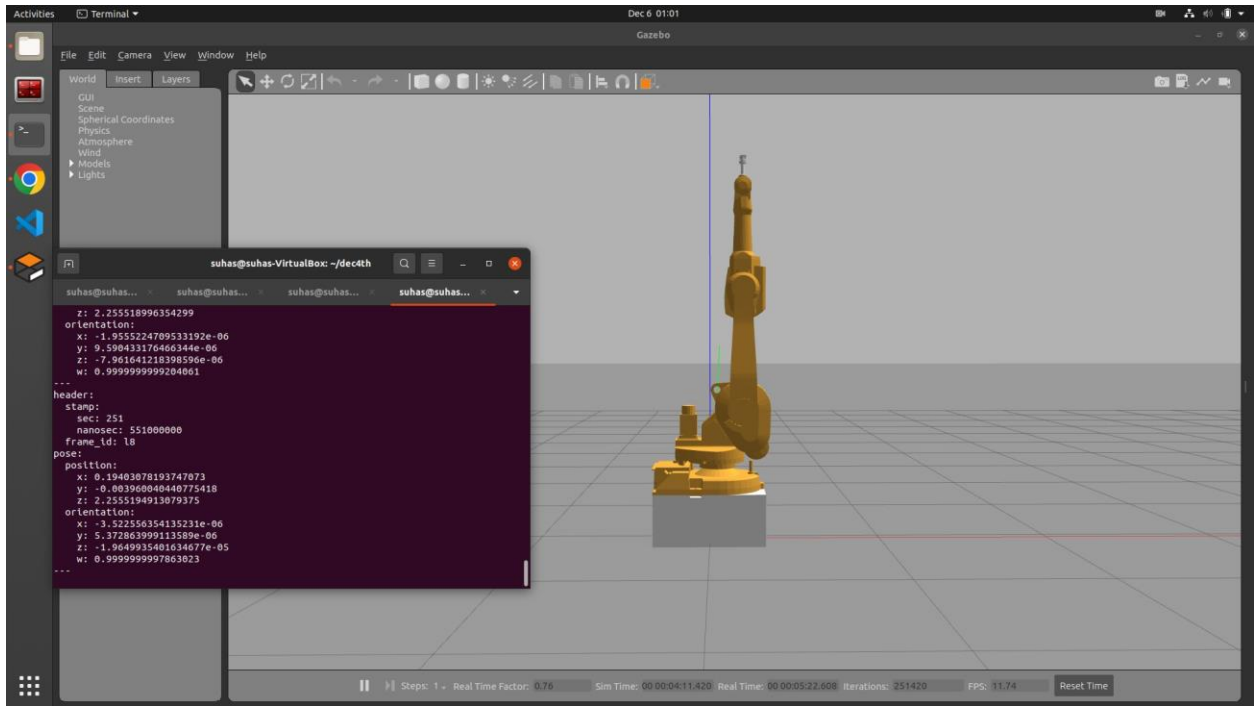 Activities Terminal Dec 6 01:01
Gazebo
File Edit Camera View Window Help
World Insert Layers
GUI
Scene
Spherical Coordinates
Physics
Atmosphere
Wind
Models
Lights
suhas@suhas-VirtualBox: ~/dec4th
suhas@suhas... suhas@suhas... suhas@suhas... suhas@suhas...
z: 2.255518996354299
orientation:
x: -1.9555224709533192e-06
y: 9.590433176466344e-06
z: -7.961641218398596e-06
w: 0.9999999999204061
---
header:
stamp:
sec: 251
nanosec: 551000000
frame_id: l8
pose:
position:
x: 0.19403078193747073
y: -0.003960040440775418
z: 2.2555194913079375
orientation:
x: -3.522556354135231e-06
y: 5.372863999113589e-06
z: -1.9649935401634677e-05
w: 0.9999999997863023
---
Steps: 1 Real Time Factor: 0.76 Sim Time: 00 00:04:11.420 Real Time: 00 00:05:22.608 Iterations: 251420 FPS: 11.74 Reset Time